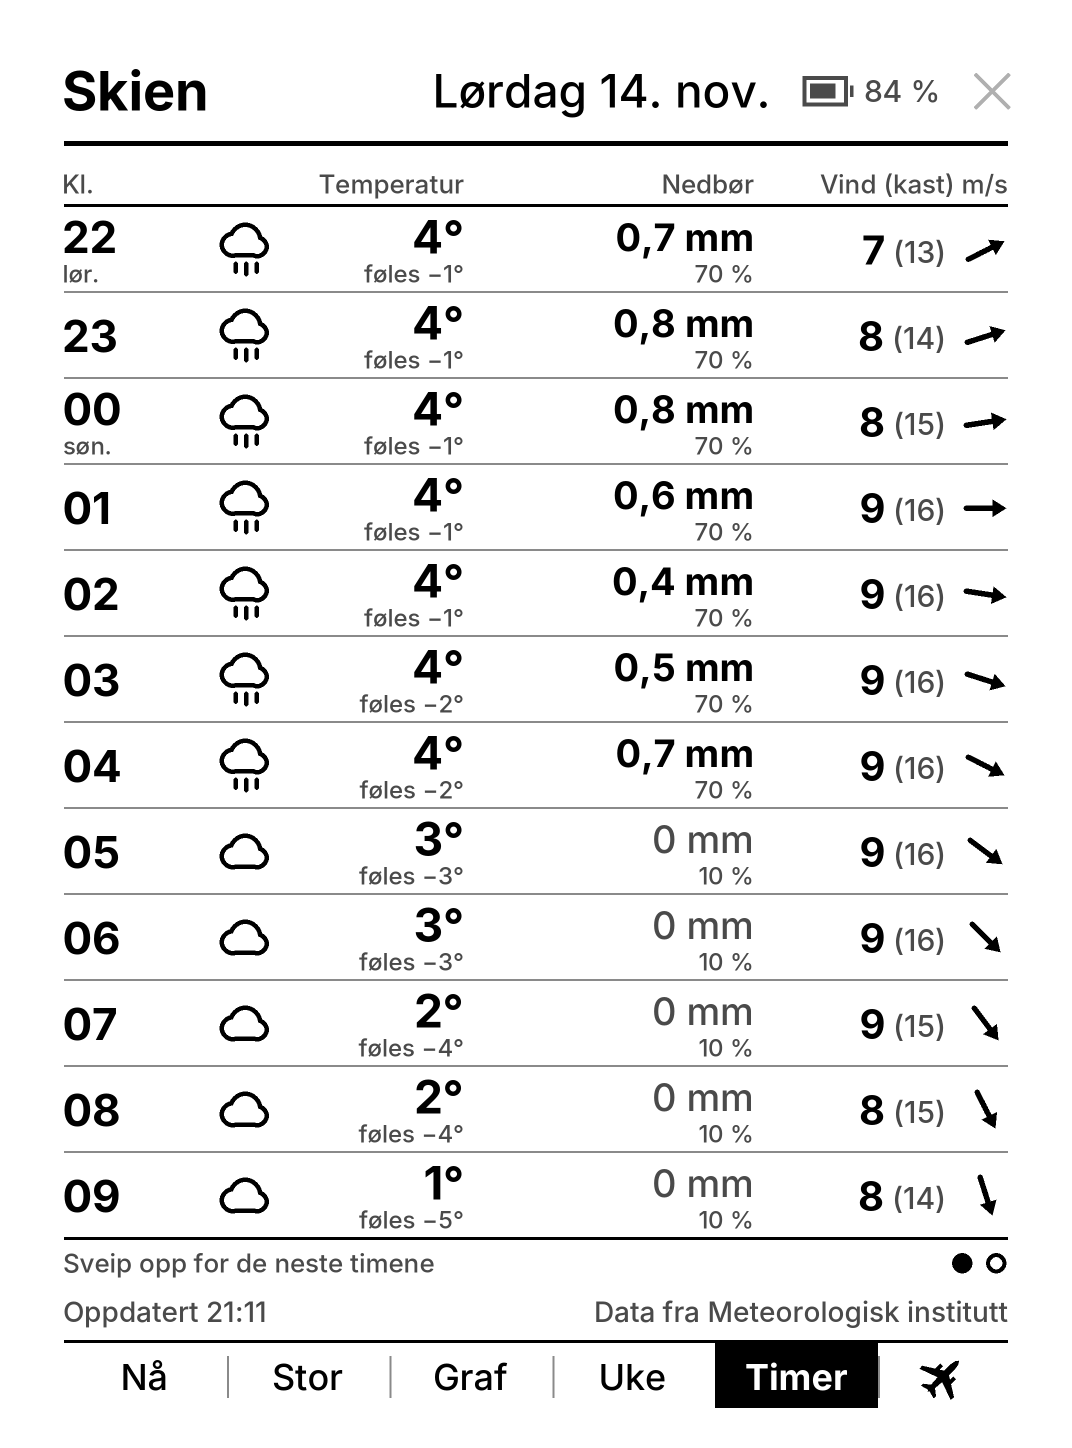 Skien Lørdag 14. nov. 84 %
Kl. Temperatur Nedbør Vind (kast) m/s
22 4° 0,7 mm 7 (13)
lør. føles −1° 70 %
23 4° 0,8 mm 8 (14)
føles −1° 70 %
00 4° 0,8 mm 8 (15)
søn. føles −1° 70 %
01 4° 0,6 mm 9 (16)
føles −1° 70 %
02 4° 0,4 mm 9 (16)
føles −1° 70 %
03 4° 0,5 mm 9 (16)
føles −2° 70 %
04 4° 0,7 mm 9 (16)
føles −2° 70 %
05 3° 0 mm 9 (16)
føles −3° 10 %
06 3° 0 mm 9 (16)
føles −3° 10 %
07 2° 0 mm 9 (15)
føles −4° 10 %
08 2° 0 mm 8 (15)
føles −4° 10 %
09 1° 0 mm 8 (14)
føles −5° 10 %
Sveip opp for de neste timene
Oppdatert 21:11 Data fra Meteorologisk institutt
Nå Stor Graf Uke Timer